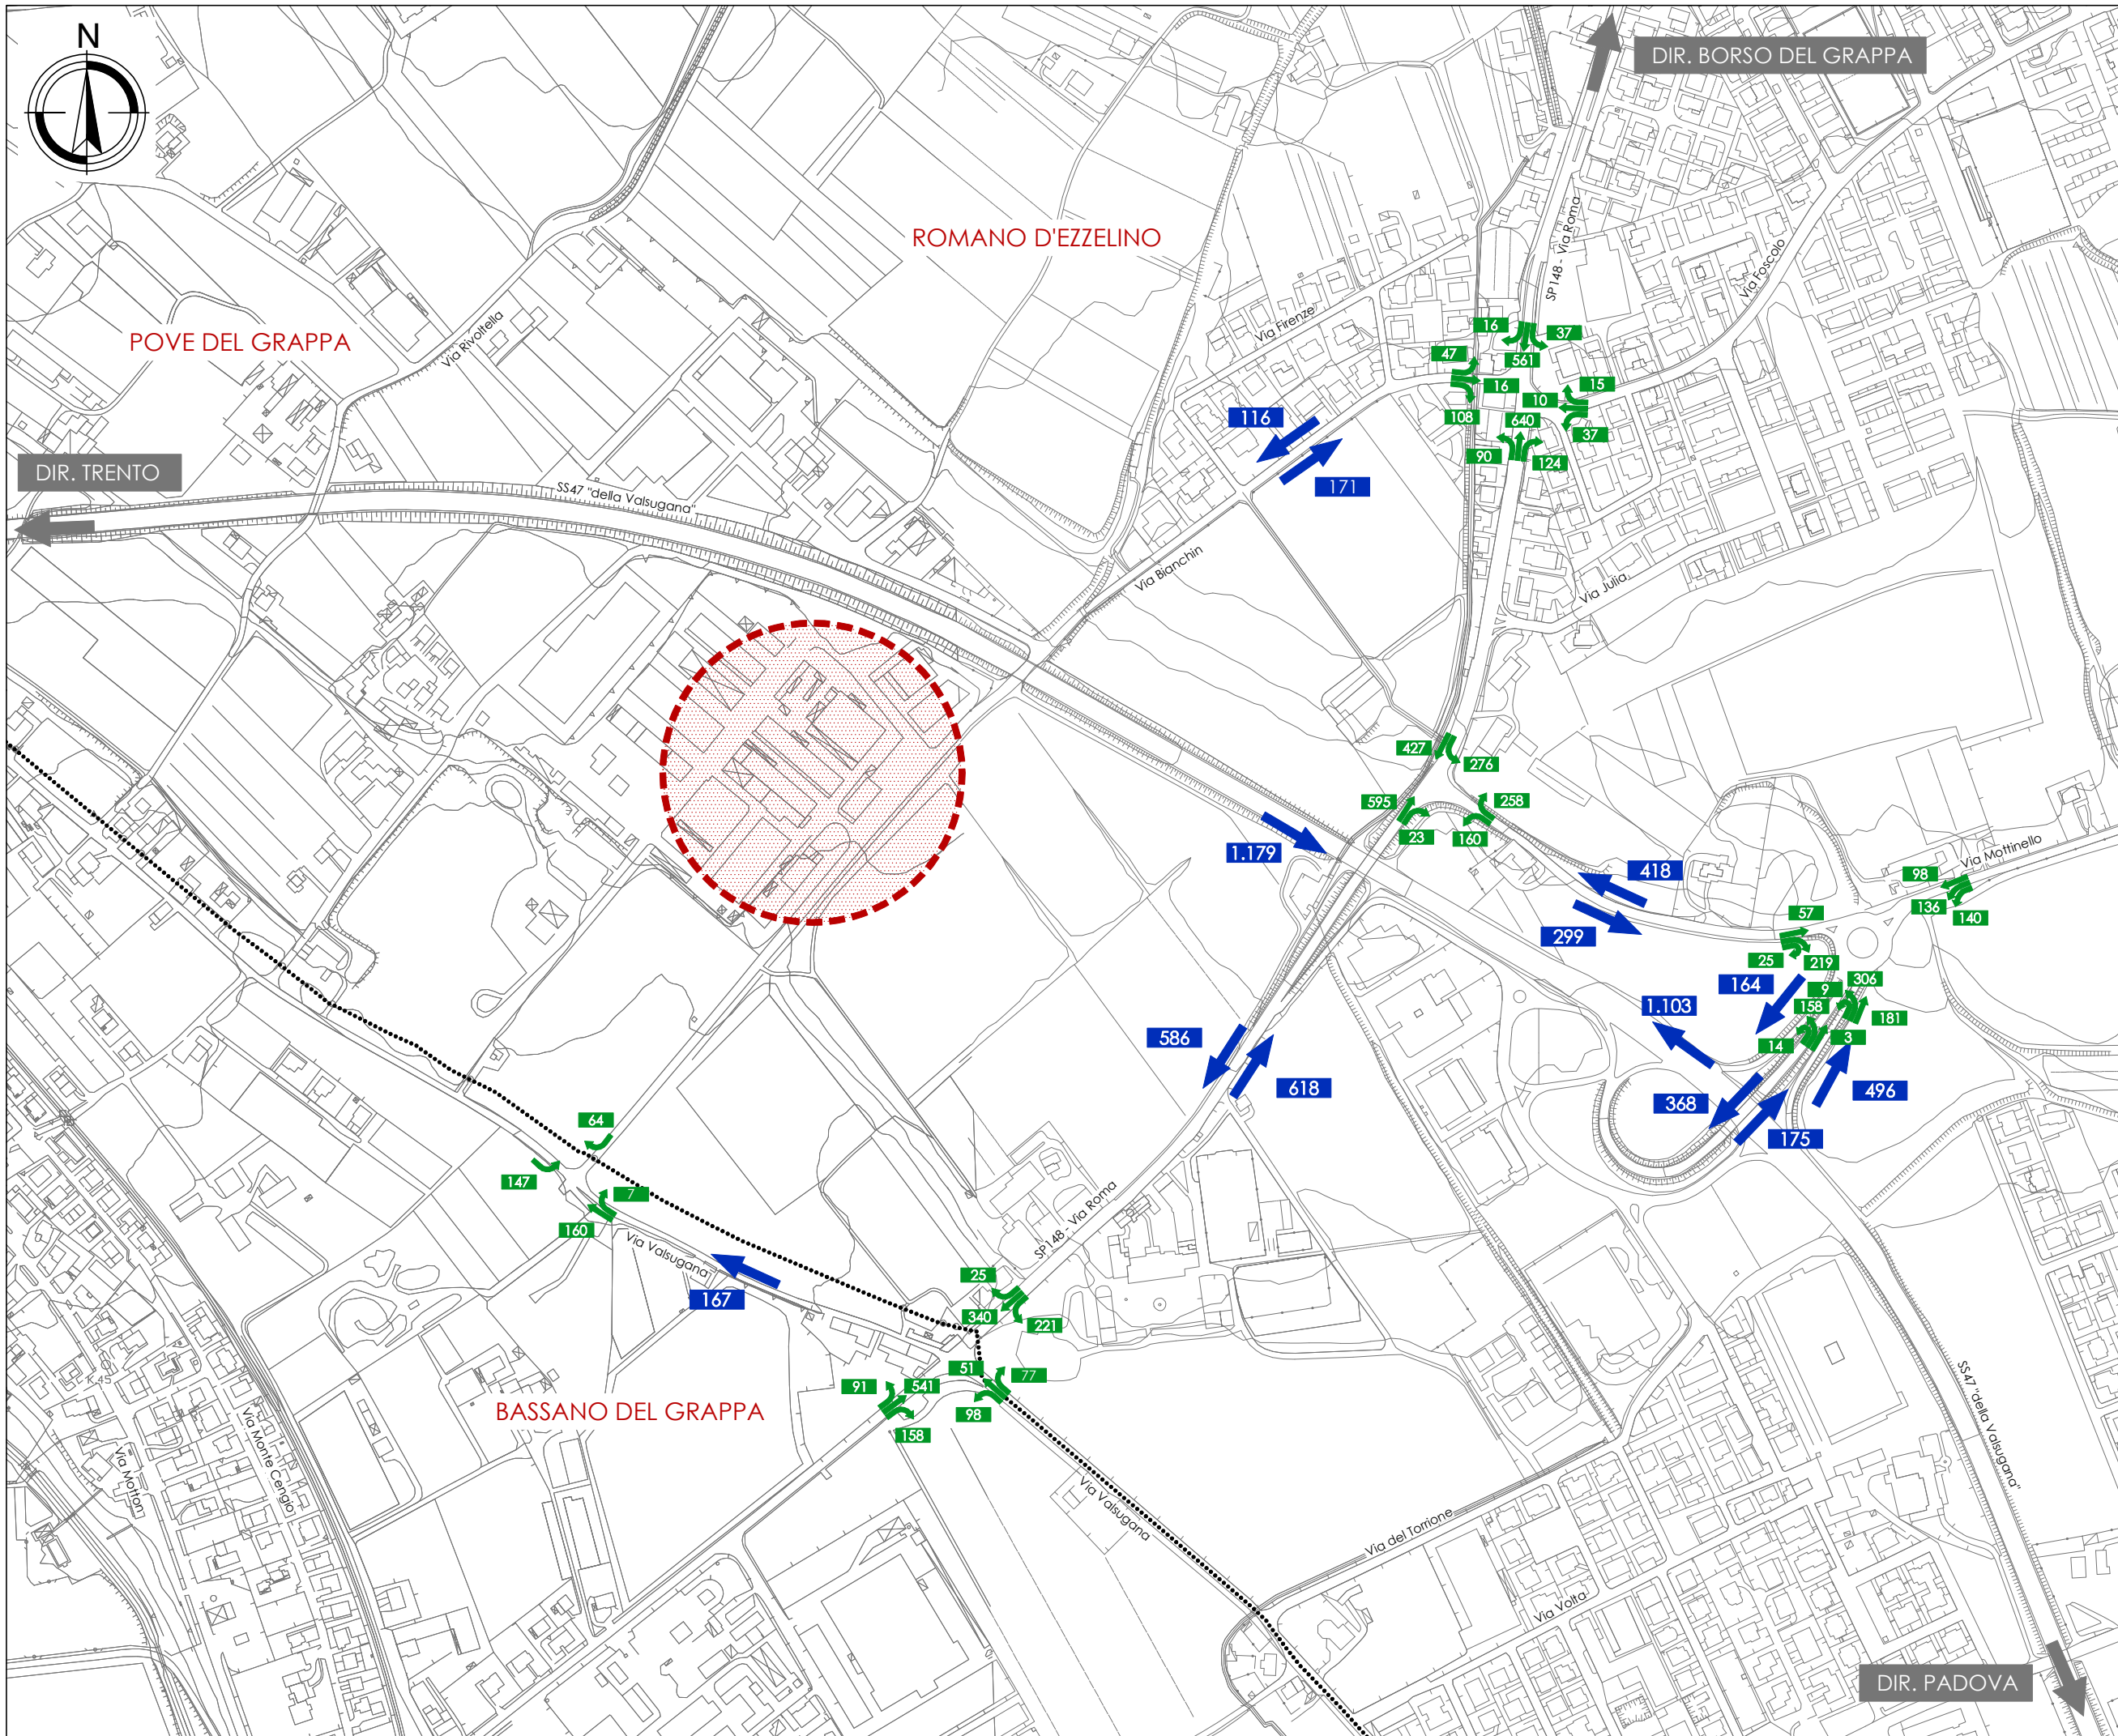 N
DIR. BORSO DEL GRAPPA
ROMANO D'EZZELINO
SP148 - Via Roma
Via Foscolo
POVE DEL GRAPPA
Via Rivoltella
Via Firenze
16
37
47
561
16
15
10
116
108
640
37
90
124
171
DIR. TRENTO
SS47 "della Valsugana"
Via Bianchin
Via Julia
427
276
595
258
23
160
1.179
Via Mottinello
418
98
136
140
57
299
25
219
164
306
9
1.103
158
181
586
3
14
618
368
496
175
64
147
7
160
Via Valsugana
SP148 - Via Roma
167
25
340
221
51
77
91
541
98
158
K 45
BASSANO DEL GRAPPA
Via Monte Cengio
Via Motton
SS47 "della Valsugana"
Via Valsugana
Via del Torrione
Via Volta
DIR. PADOVA